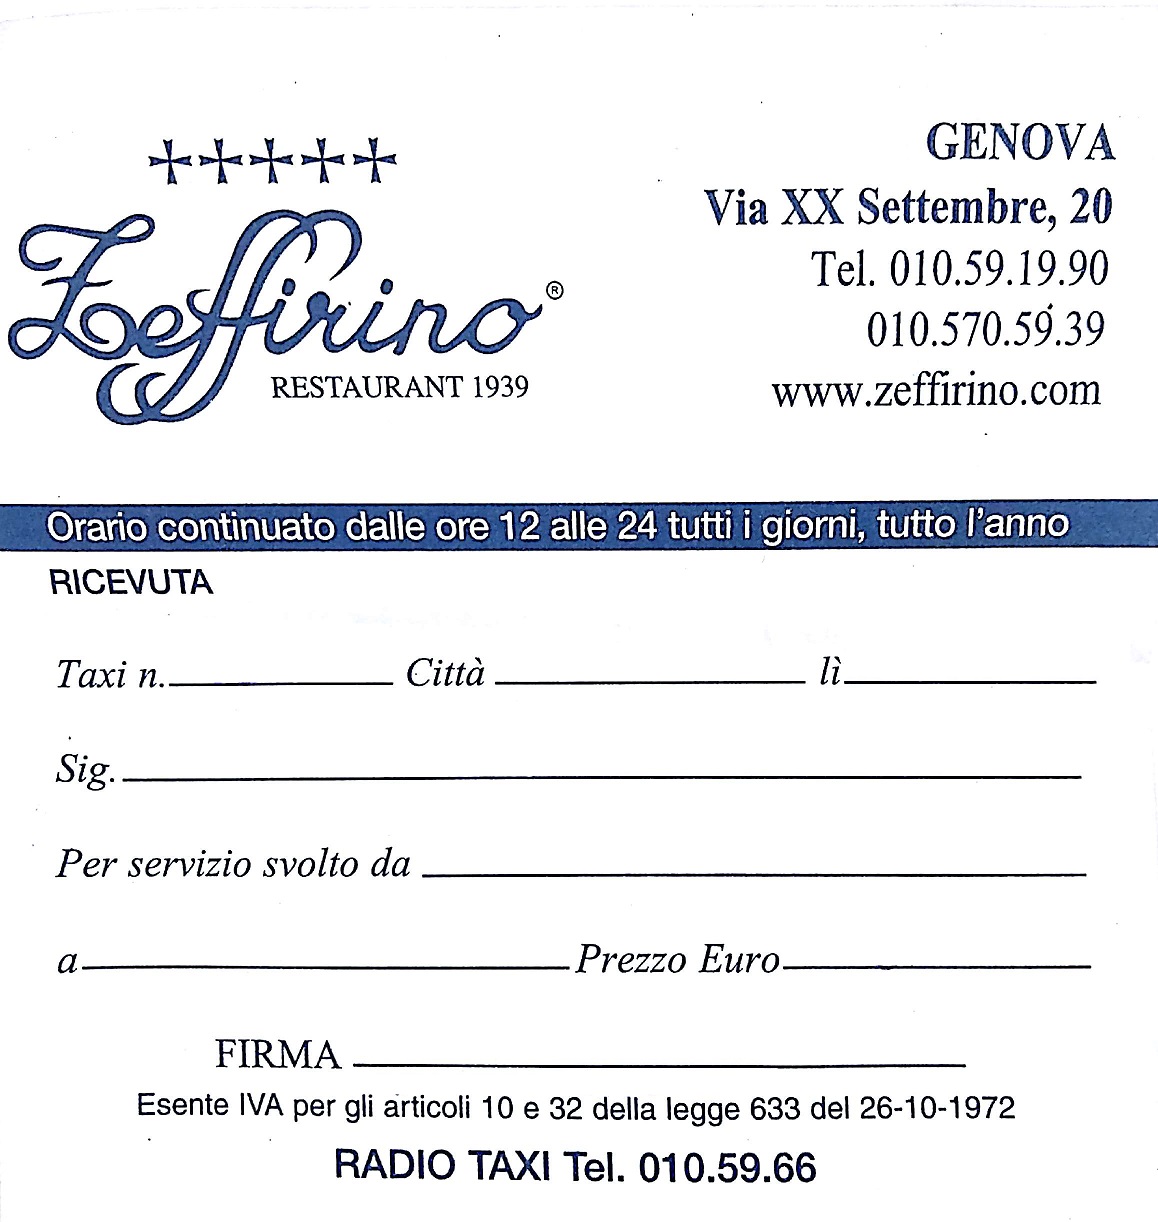 Zeffirino®
RESTAURANT 1939
GENOVA
Via XX Settembre, 20
Tel. 010.59.19.90
010.570.59.39
www.zeffirino.com
Orario continuato dalle ore 12 alle 24 tutti i giorni, tutto l'anno
RICEVUTA
Taxi n. Città lì
Sig.
Per servizio svolto da
a Prezzo Euro
FIRMA
Esente IVA per gli articoli 10 e 32 della legge 633 del 26-10-1972
RADIO TAXI Tel. 010.59.66